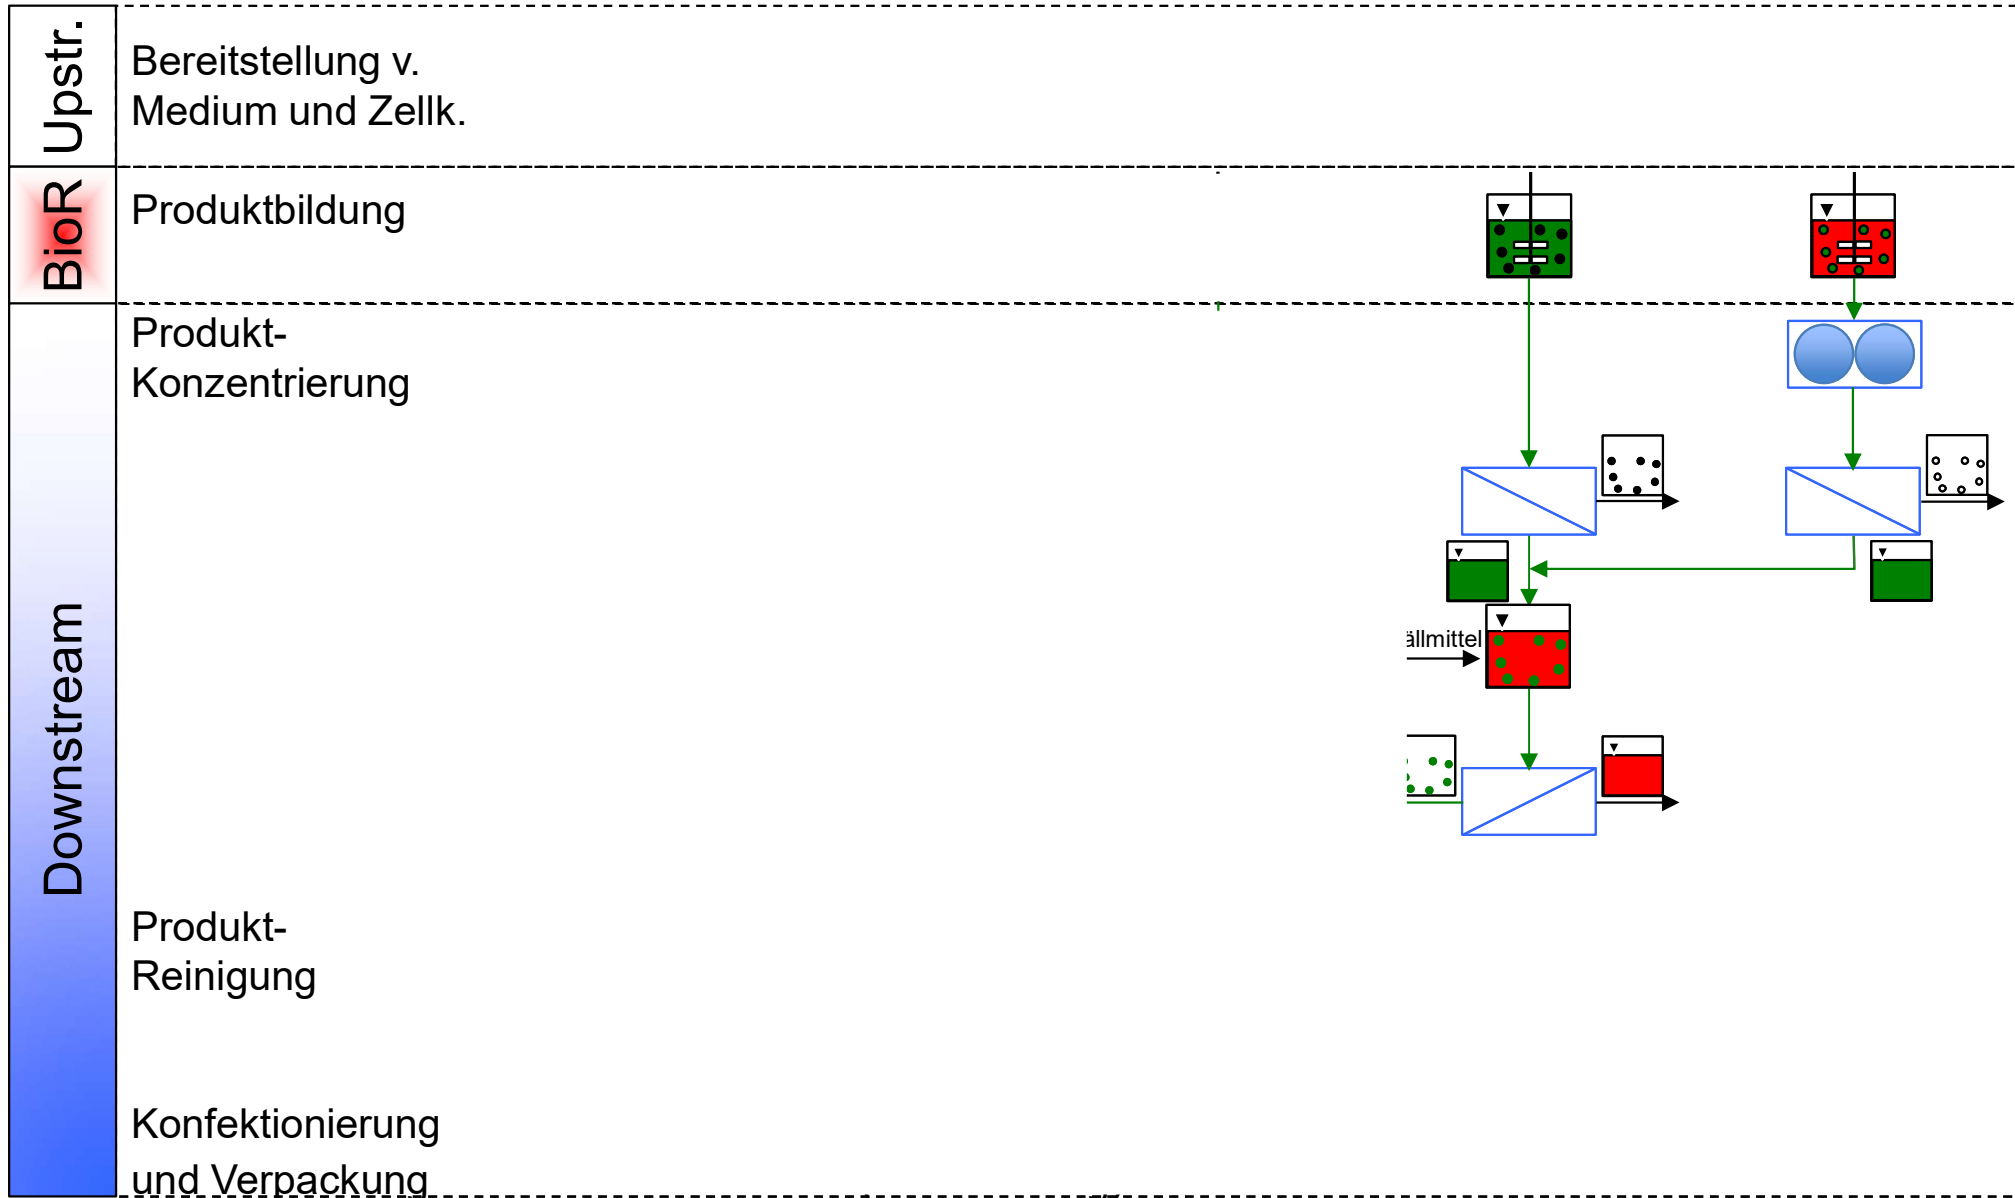 Upstr.
Bereitstellung v.
Medium und Zellk.
BioR
Produktbildung
Downstream
Produkt-
Konzentrierung
ällmittel
Produkt-
Reinigung
Konfektionierung
und Verpackung